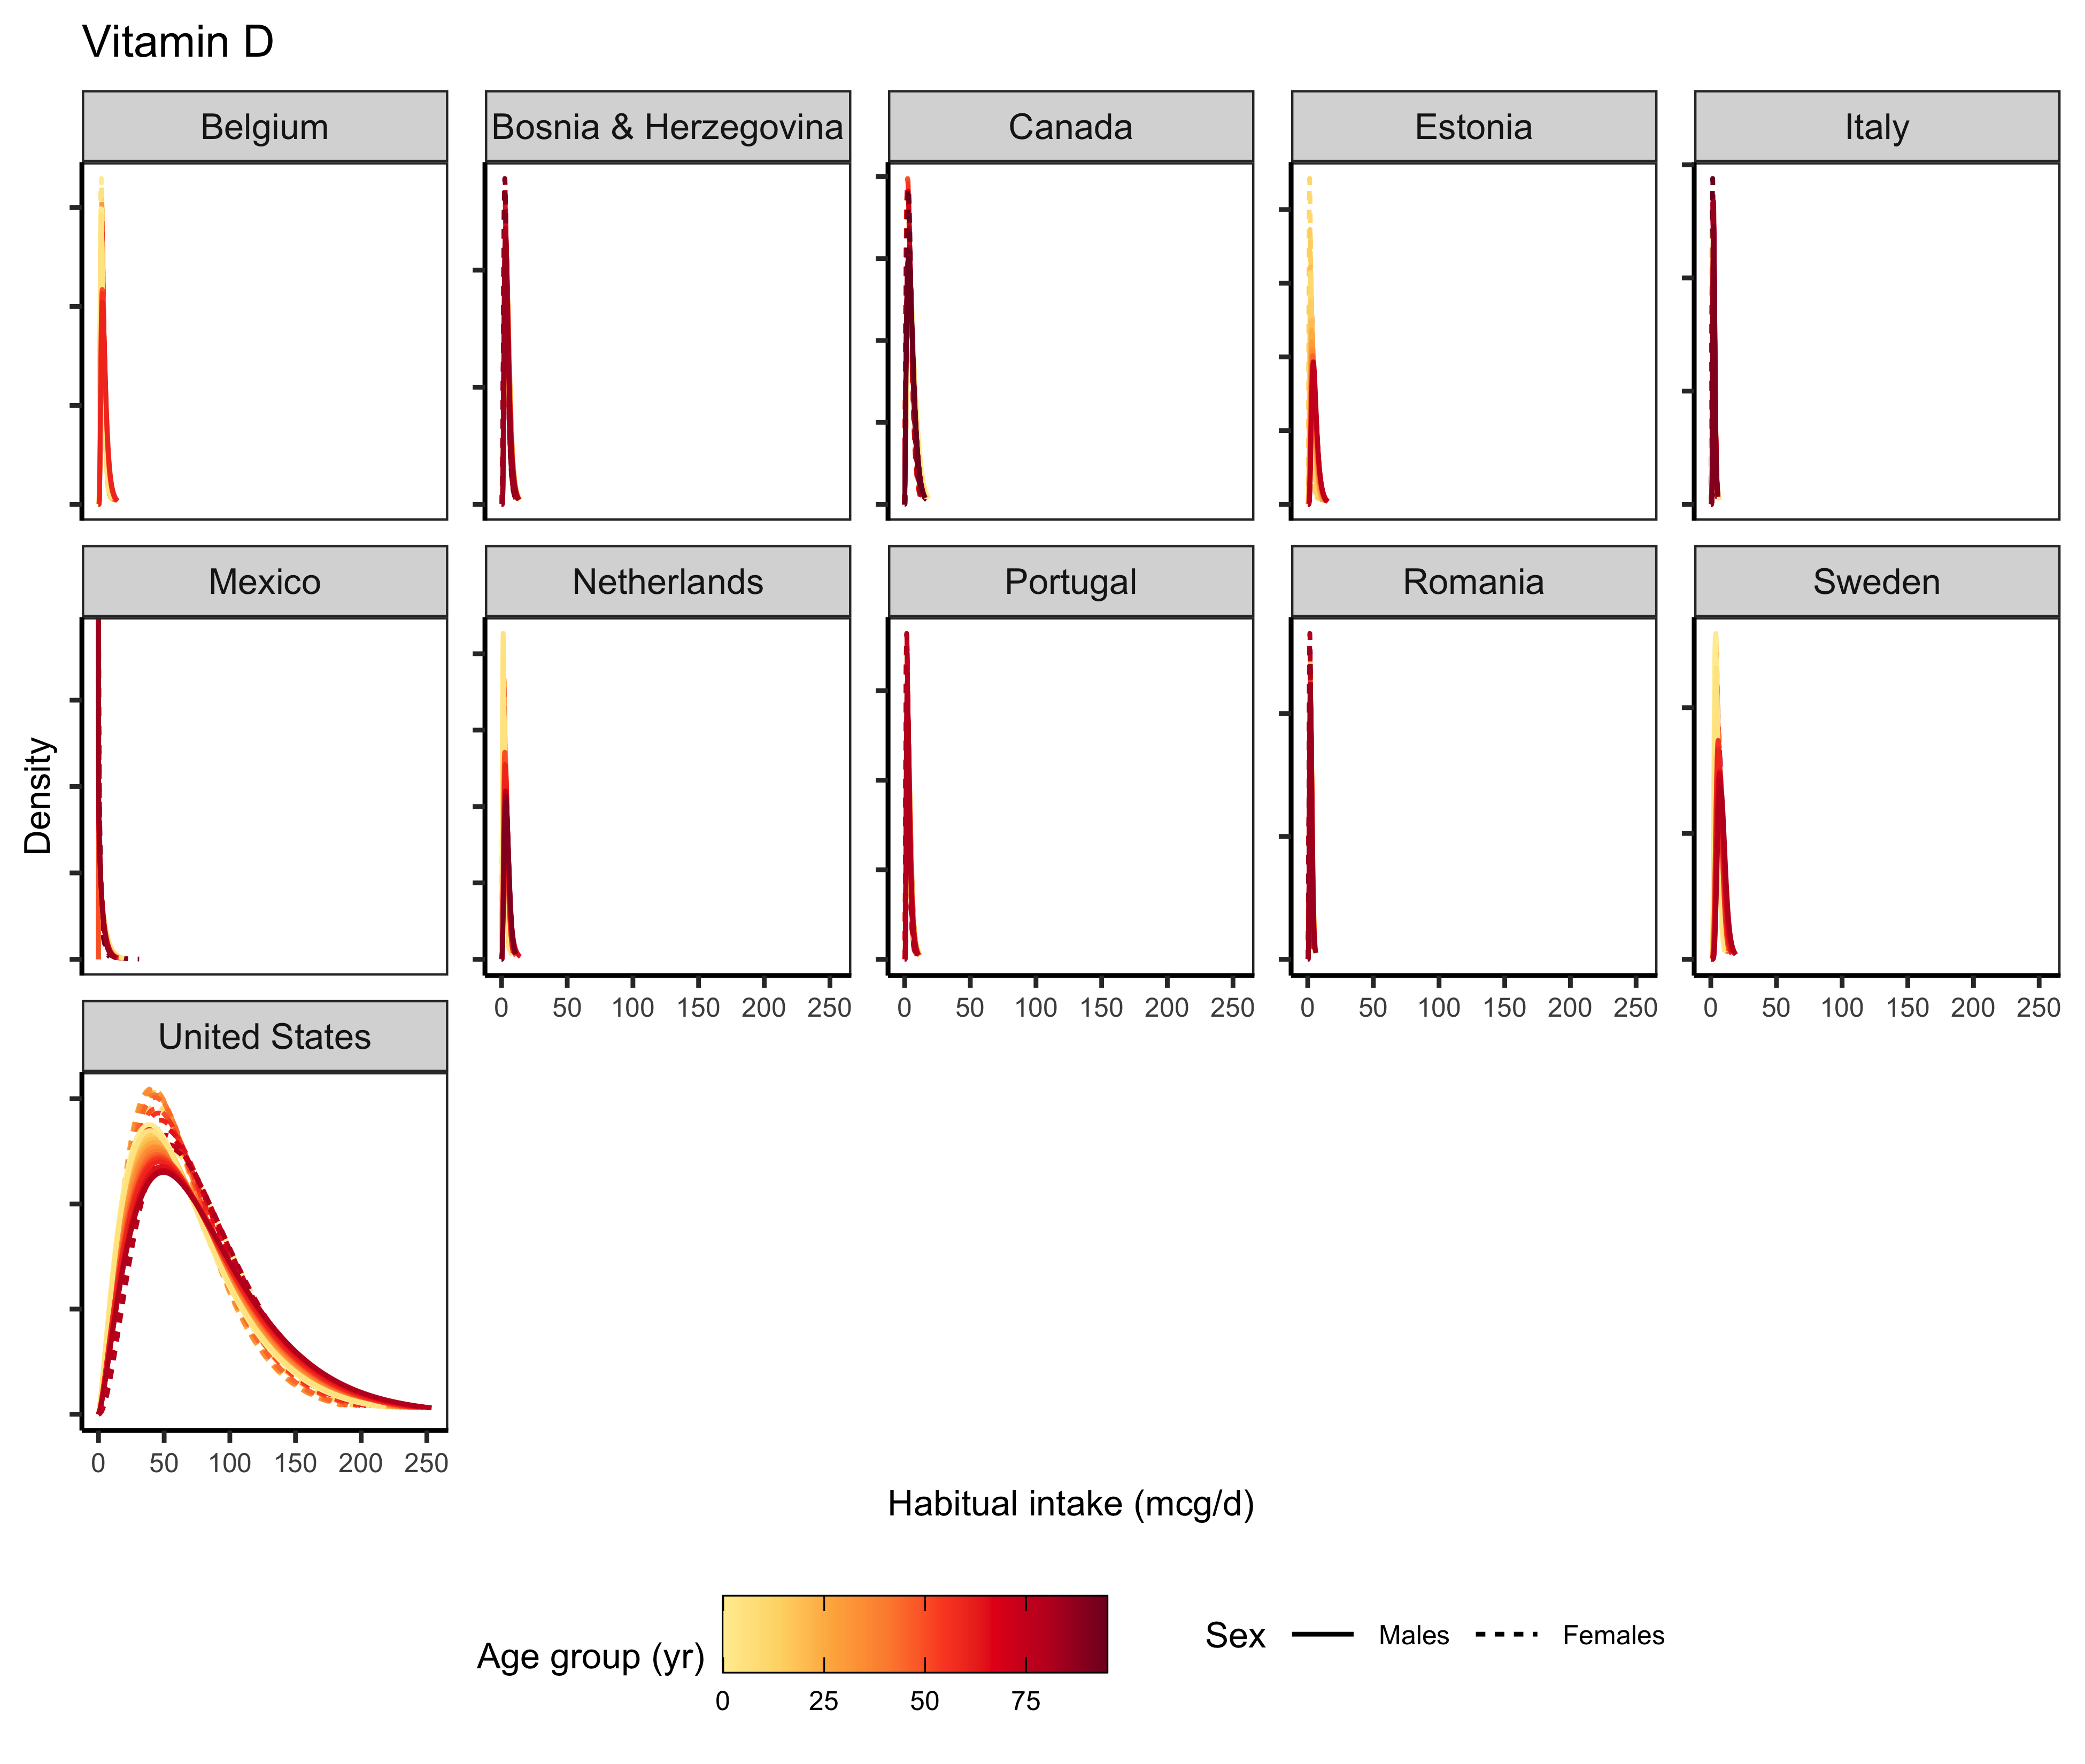 Vitamin D
Belgium
Bosnia & Herzegovina
Canada
Estonia
Italy
Mexico
Netherlands
Portugal
Romania
Sweden
0 50 100 150 200 250
0 50 100 150 200 250
0 50 100 150 200 250
0 50 100 150 200 250
United States
0 50 100 150 200 250
Density
Habitual intake (mcg/d)
Age group (yr)
0 25 50 75
Sex Males Females